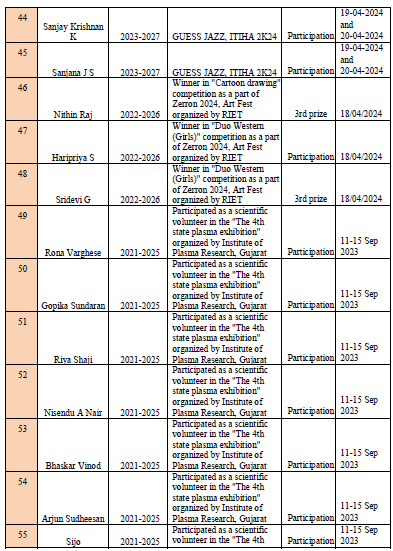 44
Sanjay Krishnan
K
2023-2027
GUESS JAZZ, ITIHA 2K24
Participation
19-04-2024
and
20-04-2024
45
Sanjana J S
2023-2027
GUESS JAZZ, ITIHA 2K24
Participation
19-04-2024
and
20-04-2024
46
Nithin Raj
2022-2026
Winner in "Cartoon drawing"
competition as a part of
Zerron 2024, Art Fest
organized by RIET
3rd prize
18/04/2024
47
Haripriya S
2022-2026
Winner in "Duo Western
(Girls)" competition as a part
of Zerron 2024, Art Fest
organized by RIET
Participation
18/04/2024
48
Sridevi G
2022-2026
Winner in "Duo Western
(Girls)" competition as a part
of Zerron 2024, Art Fest
organized by RIET
3rd prize
18/04/2024
49
Rona Varghese
2021-2025
Participated as a scientific
volunteer in the "The 4th
state plasma exhibition"
organized by Institute of
Plasma Research, Gujarat
Participation
11-15 Sep
2023
50
Gopika Sundaran
2021-2025
Participated as a scientific
volunteer in the "The 4th
state plasma exhibition"
organized by Institute of
Plasma Research, Gujarat
Participation
11-15 Sep
2023
51
Riya Shaji
2021-2025
Participated as a scientific
volunteer in the "The 4th
state plasma exhibition"
organized by Institute of
Plasma Research, Gujarat
Participation
11-15 Sep
2023
52
Nisendu A Nair
2021-2025
Participated as a scientific
volunteer in the "The 4th
state plasma exhibition"
organized by Institute of
Plasma Research, Gujarat
Participation
11-15 Sep
2023
53
Bhaskar Vinod
2021-2025
Participated as a scientific
volunteer in the "The 4th
state plasma exhibition"
organized by Institute of
Plasma Research, Gujarat
Participation
11-15 Sep
2023
54
Arjun Sudheesan
2021-2025
Participated as a scientific
volunteer in the "The 4th
state plasma exhibition"
organized by Institute of
Plasma Research, Gujarat
Participation
11-15 Sep
2023
55
Sijo
2021-2025
Participated as a scientific
volunteer in the "The 4th
Participation
11-15 Sep
2023